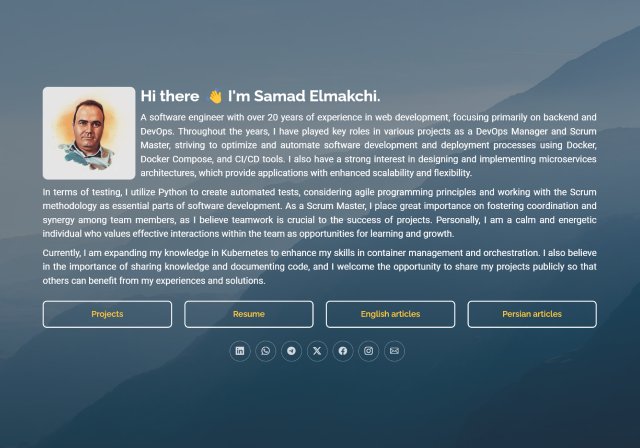 Hi there 👋 I'm Samad Elmakchi.
A software engineer with over 20 years of experience in web development, focusing primarily on backend and
DevOps. Throughout the years, I have played key roles in various projects as a DevOps Manager and Scrum
Master, striving to optimize and automate software development and deployment processes using Docker,
Docker Compose, and CI/CD tools. I also have a strong interest in designing and implementing microservices
architectures, which provide applications with enhanced scalability and flexibility.
In terms of testing, I utilize Python to create automated tests, considering agile programming principles and working with the Scrum
methodology as essential parts of software development. As a Scrum Master, I place great importance on fostering coordination and
synergy among team members, as I believe teamwork is crucial to the success of projects. Personally, I am a calm and energetic
individual who values effective interactions within the team as opportunities for learning and growth.
Currently, I am expanding my knowledge in Kubernetes to enhance my skills in container management and orchestration. I also believe
in the importance of sharing knowledge and documenting code, and I welcome the opportunity to share my projects publicly so that
others can benefit from my experiences and solutions.
Projects
Resume
English articles
Persian articles